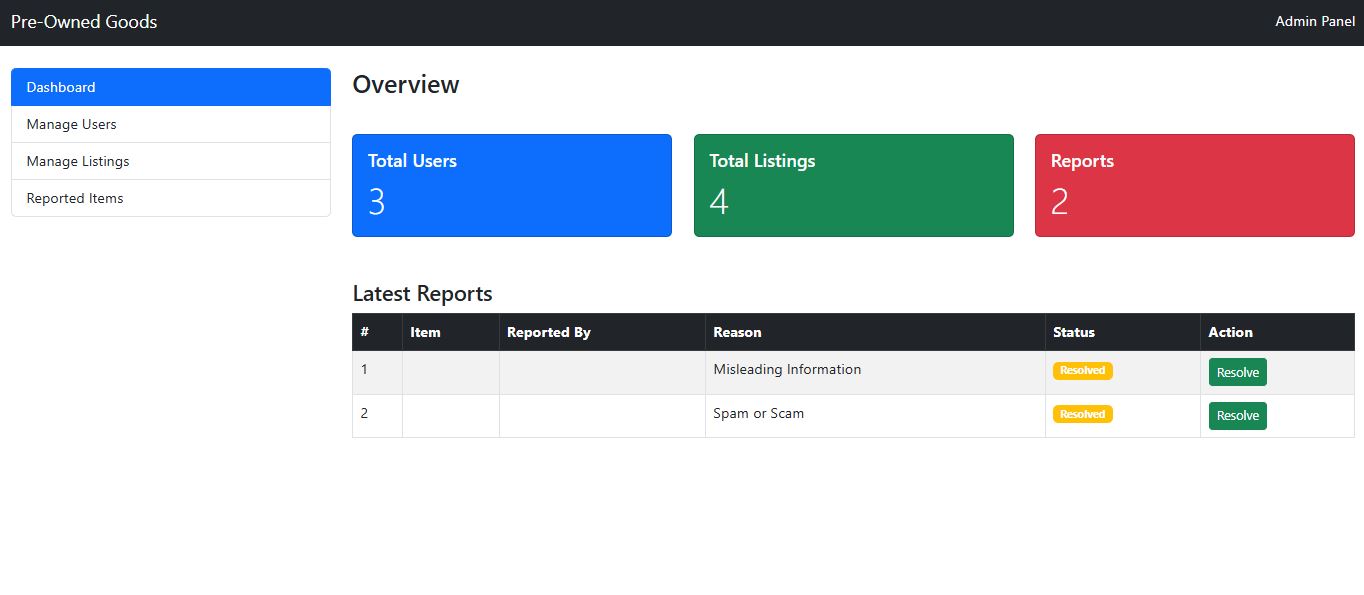 Pre-Owned Goods Admin Panel
Dashboard
Manage Users
Manage Listings
Reported Items
Overview
Total Users
3
Total Listings
4
Reports
2
Latest Reports
# Item Reported By Reason Status Action
1 Misleading Information Resolved Resolve
2 Spam or Scam Resolved Resolve